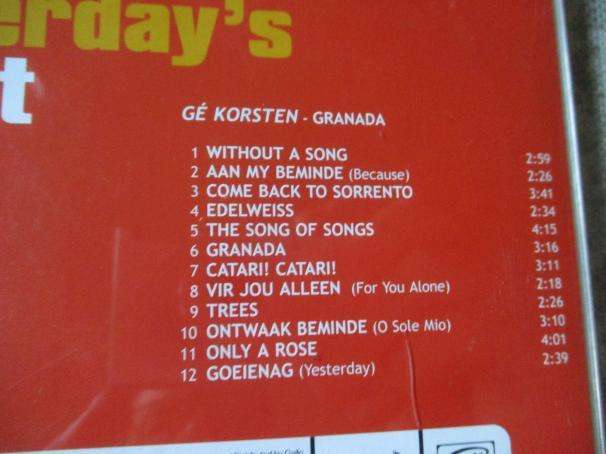 erday's
t
GÉ KORSTEN - GRANADA
1 WITHOUT A SONG 2:59
2 AAN MY BEMINDE (Because) 2:26
3 COME BACK TO SORRENTO 3:41
4 EDELWEISS 2:34
5 THE SONG OF SONGS 4:15
6 GRANADA 3:16
7 CATARI! CATARI! 3:11
8 VIR JOU ALLEEN (For You Alone) 2:18
9 TREES 2:26
10 ONTWAAK BEMINDE (O Sole Mio) 3:10
11 ONLY A ROSE 4:01
12 GOEIENAG (Yesterday) 2:39